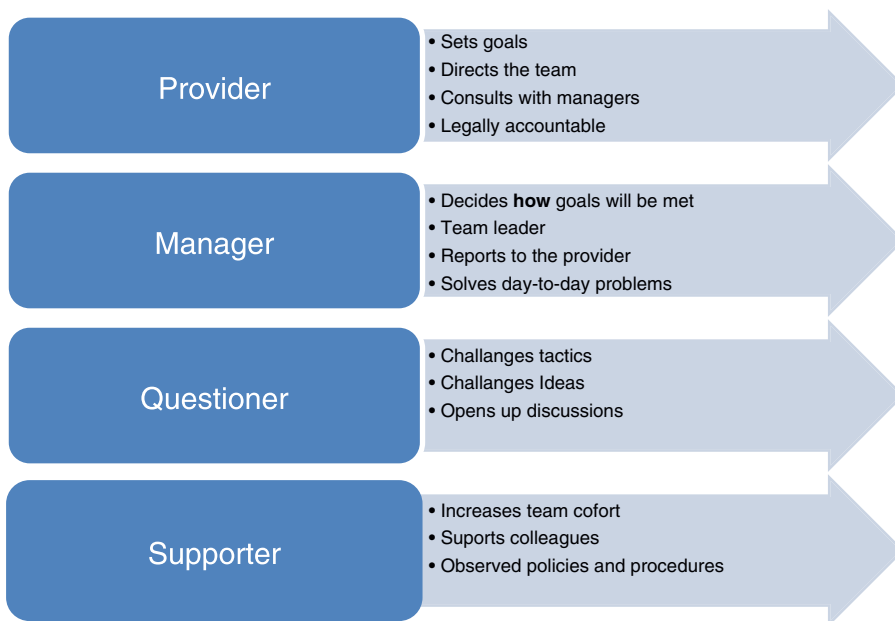 Provider
• Sets goals
• Directs the team
• Consults with managers
• Legally accountable
Manager
• Decides how goals will be met
• Team leader
• Reports to the provider
• Solves day-to-day problems
Questioner
• Challanges tactics
• Challanges Ideas
• Opens up discussions
Supporter
• Increases team cofort
• Suports colleagues
• Observed policies and procedures